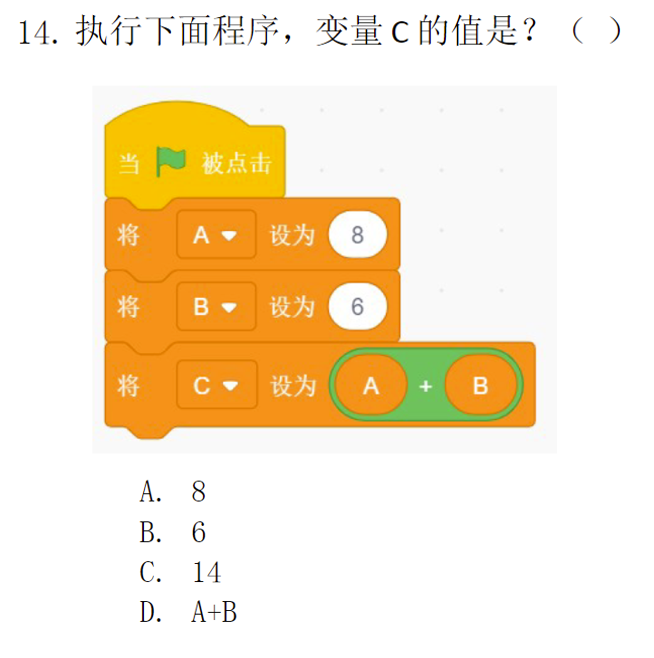 14. 执行下面程序，变量 C 的值是？（ ）
当 被点击
将 A 设为 8
将 B 设为 6
将 C 设为 A + B
A. 8
B. 6
C. 14
D. A+B